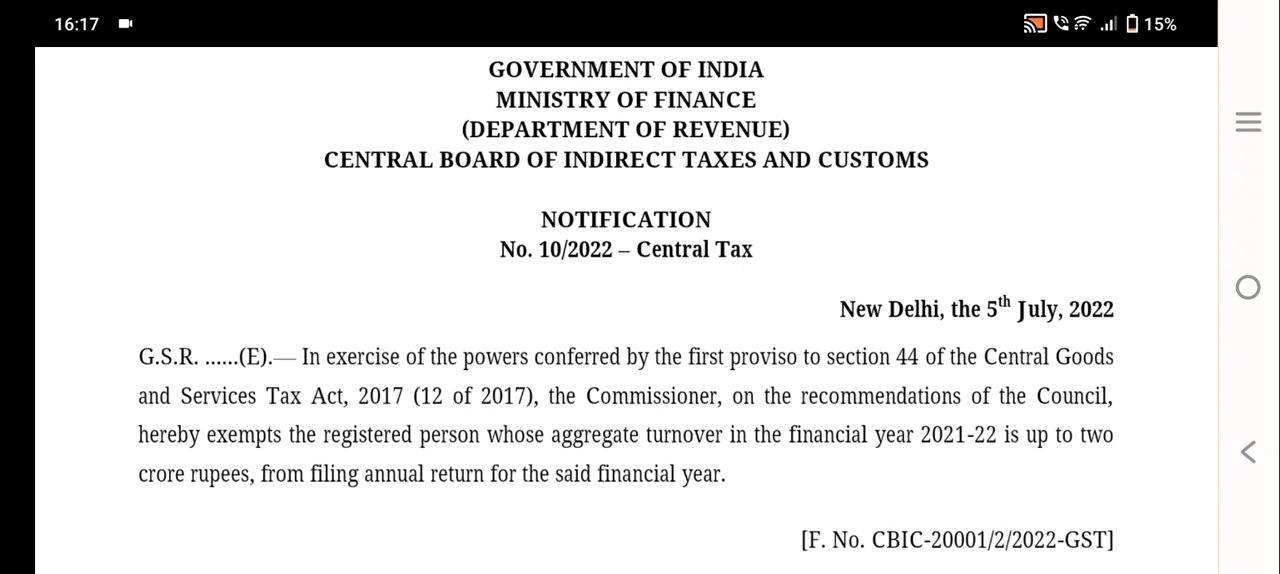 16:17
15%
GOVERNMENT OF INDIA
MINISTRY OF FINANCE
(DEPARTMENT OF REVENUE)
CENTRAL BOARD OF INDIRECT TAXES AND CUSTOMS
NOTIFICATION
No. 10/2022 – Central Tax
New Delhi, the 5th July, 2022
G.S.R. ......(E).— In exercise of the powers conferred by the first proviso to section 44 of the Central Goods
and Services Tax Act, 2017 (12 of 2017), the Commissioner, on the recommendations of the Council,
hereby exempts the registered person whose aggregate turnover in the financial year 2021-22 is up to two
crore rupees, from filing annual return for the said financial year.
[F. No. CBIC-20001/2/2022-GST]